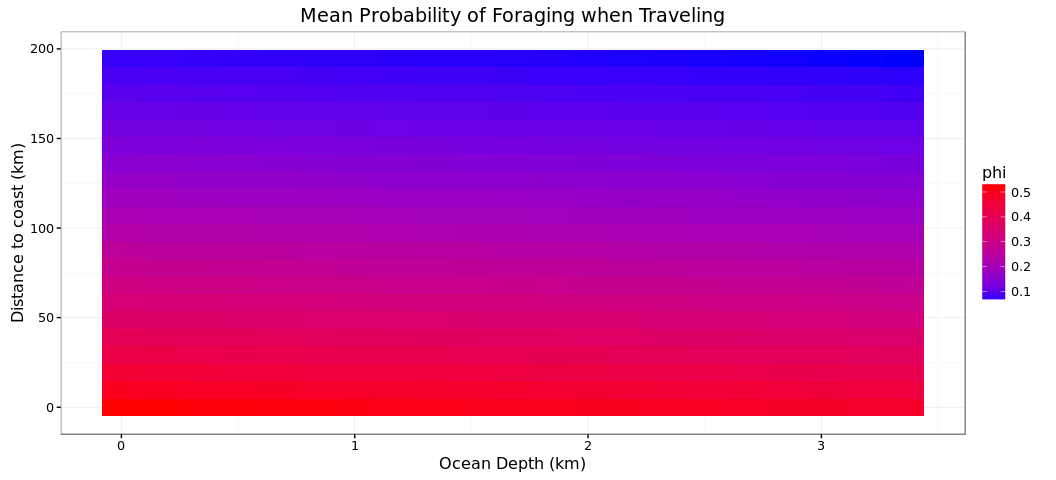 Mean Probability of Foraging when Traveling
Distance to coast (km)
200
150
100
50
0
0 1 2 3
Ocean Depth (km)
phi
0.5
0.4
0.3
0.2
0.1